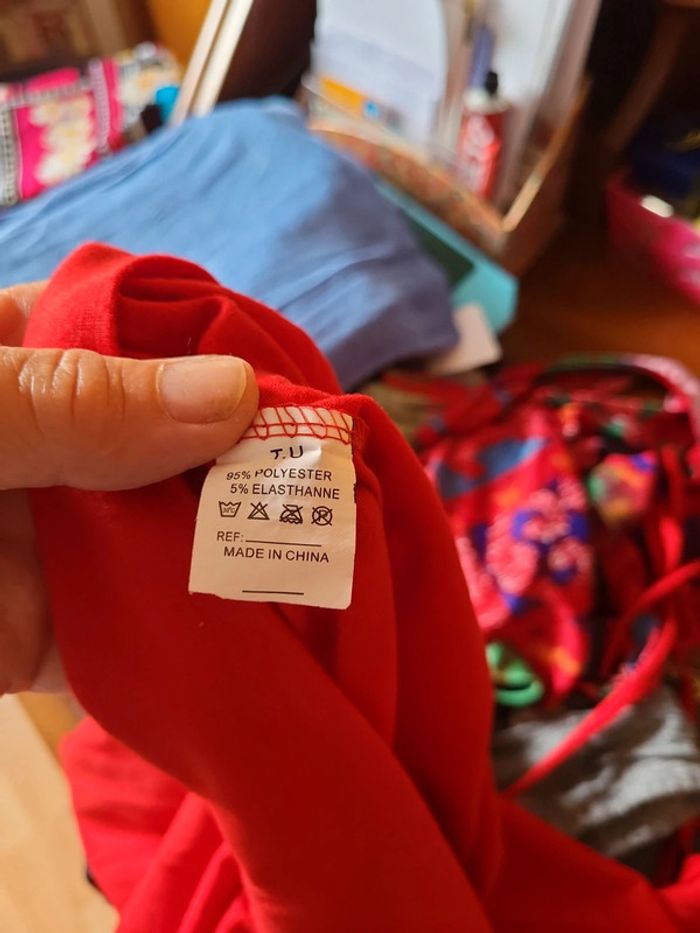 T.U
95% POLYESTER
5% ELASTHANNE
REF:
MADE IN CHINA